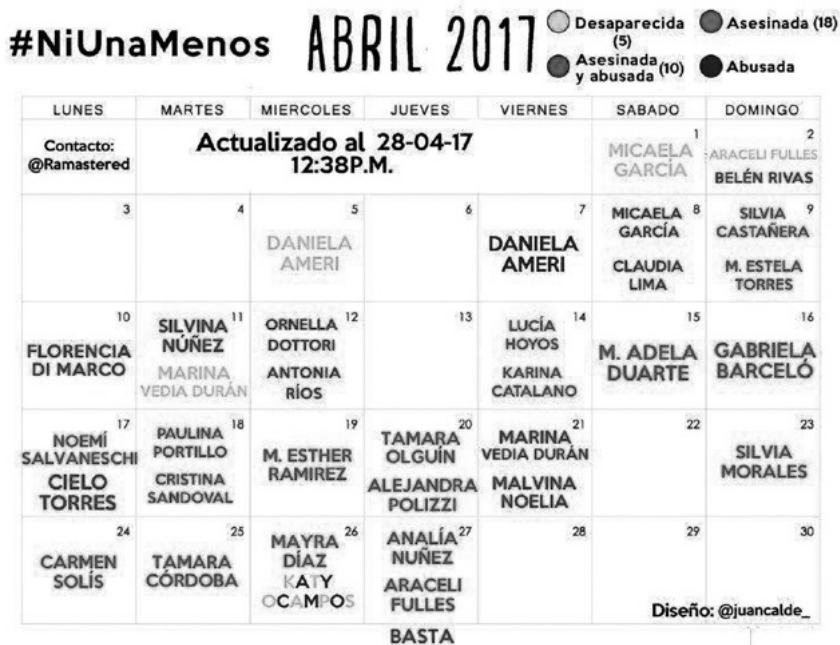 #NiUnaMenos ABRIL 2017
Desaparecida (5)
Asesinada (18)
Asesinada y abusada (10)
Abusada
LUNES MARTES MIERCOLES JUEVES VIERNES SABADO DOMINGO
Contacto:
@Ramastered
Actualizado al 28-04-17
12:38P.M.
1
MICAELA
GARCÍA
2
ARACELI FULLES
BELÉN RIVAS
3
4
5
DANIELA
AMERI
6
7
DANIELA
AMERI
8
MICAELA
GARCÍA
CLAUDIA
LIMA
9
SILVIA
CASTAÑERA
M. ESTELA
TORRES
10
FLORENCIA
DI MARCO
11
SILVINA
NÚÑEZ
MARINA
VEDIA DURÁN
12
ORNELLA
DOTTORI
ANTONIA
RÍOS
13
14
LUCÍA
HOYOS
KARINA
CATALANO
15
M. ADELA
DUARTE
16
GABRIELA
BARCELÓ
17
NOEMÍ
SALVANESCHI
CIELO
TORRES
18
PAULINA
PORTILLO
CRISTINA
SANDOVAL
19
M. ESTHER
RAMIREZ
20
TAMARA
OLGUÍN
ALEJANDRA
POLIZZI
21
MARINA
VEDIA DURÁN
MALVINA
NOELIA
22
23
SILVIA
MORALES
24
CARMEN
SOLÍS
25
TAMARA
CÓRDOBA
26
MAYRA
DÍAZ
KATY
OCAMPOS
27
ANALÍA
NUÑEZ
ARACELI
FULLES
BASTA
28
29
30
Diseño: @juancalde_